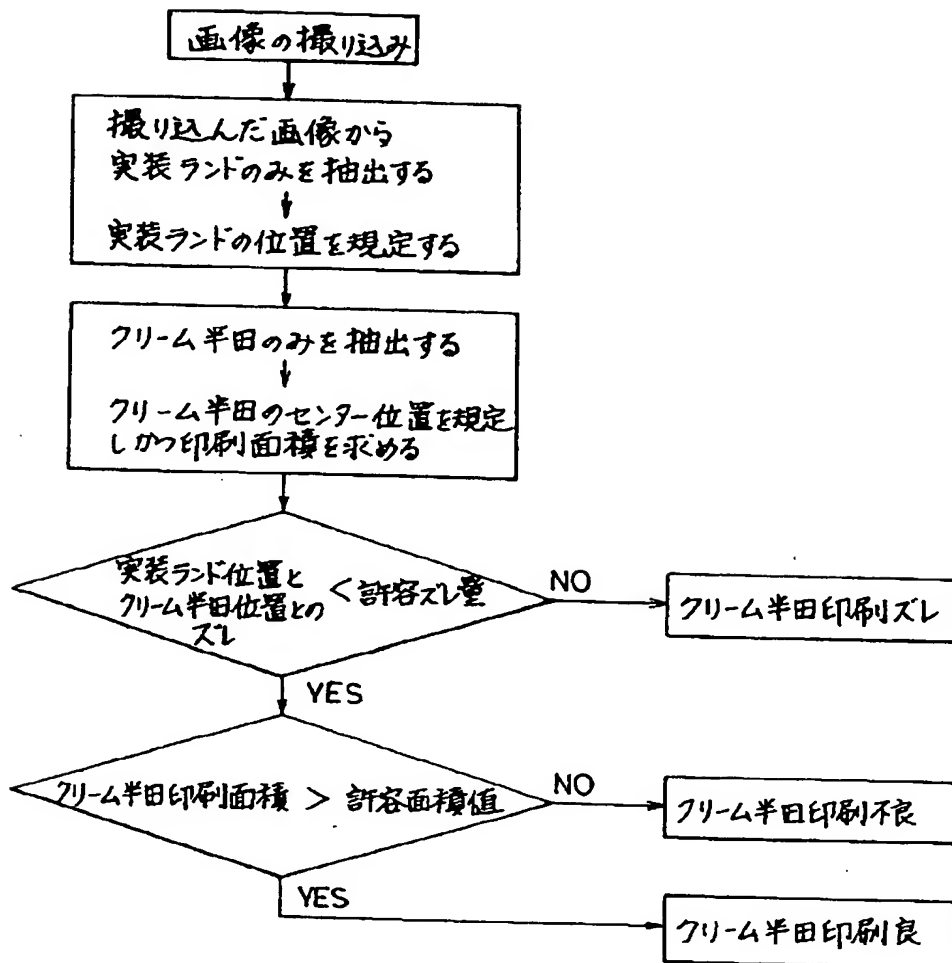 画像の撮り込み
撮り込んだ画像から
実装ランドのみを抽出する
実装ランドの位置を規定する
クリーム半田のみを抽出する
クリーム半田のセンター位置を規定
しかつ印刷面積を求める
実装ランド位置と
クリーム半田位置との
ズレ
<許容ズレ量
NO
クリーム半田印刷ズレ
YES
クリーム半田印刷面積 > 許容面積値
NO
クリーム半田印刷不良
YES
クリーム半田印刷良